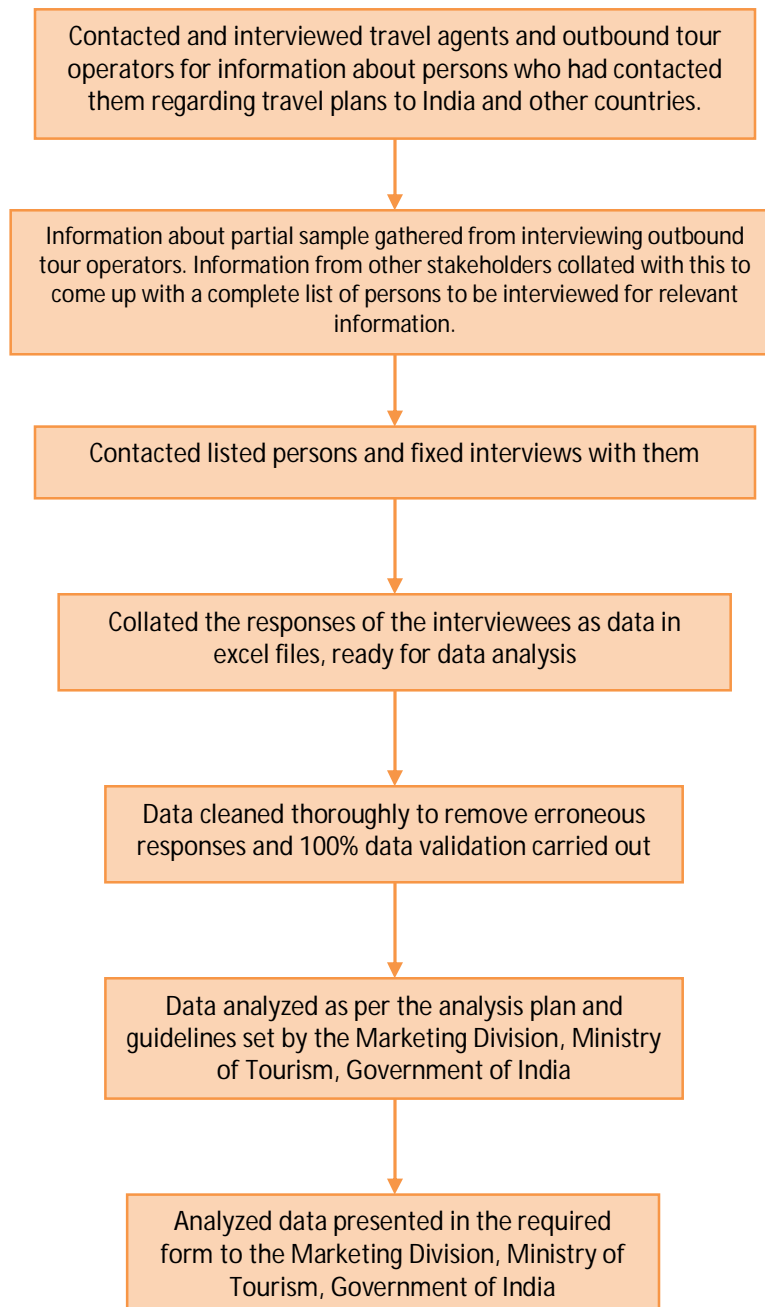 Contacted and interviewed travel agents and outbound tour
operators for information about persons who had contacted
them regarding travel plans to India and other countries.
Information about partial sample gathered from interviewing outbound
tour operators. Information from other stakeholders collated with this to
come up with a complete list of persons to be interviewed for relevant
information.
Contacted listed persons and fixed interviews with them
Collated the responses of the interviewees as data in
excel files, ready for data analysis
Data cleaned thoroughly to remove erroneous
responses and 100% data validation carried out
Data analyzed as per the analysis plan and
guidelines set by the Marketing Division, Ministry
of Tourism, Government of India
Analyzed data presented in the required
form to the Marketing Division, Ministry of
Tourism, Government of India